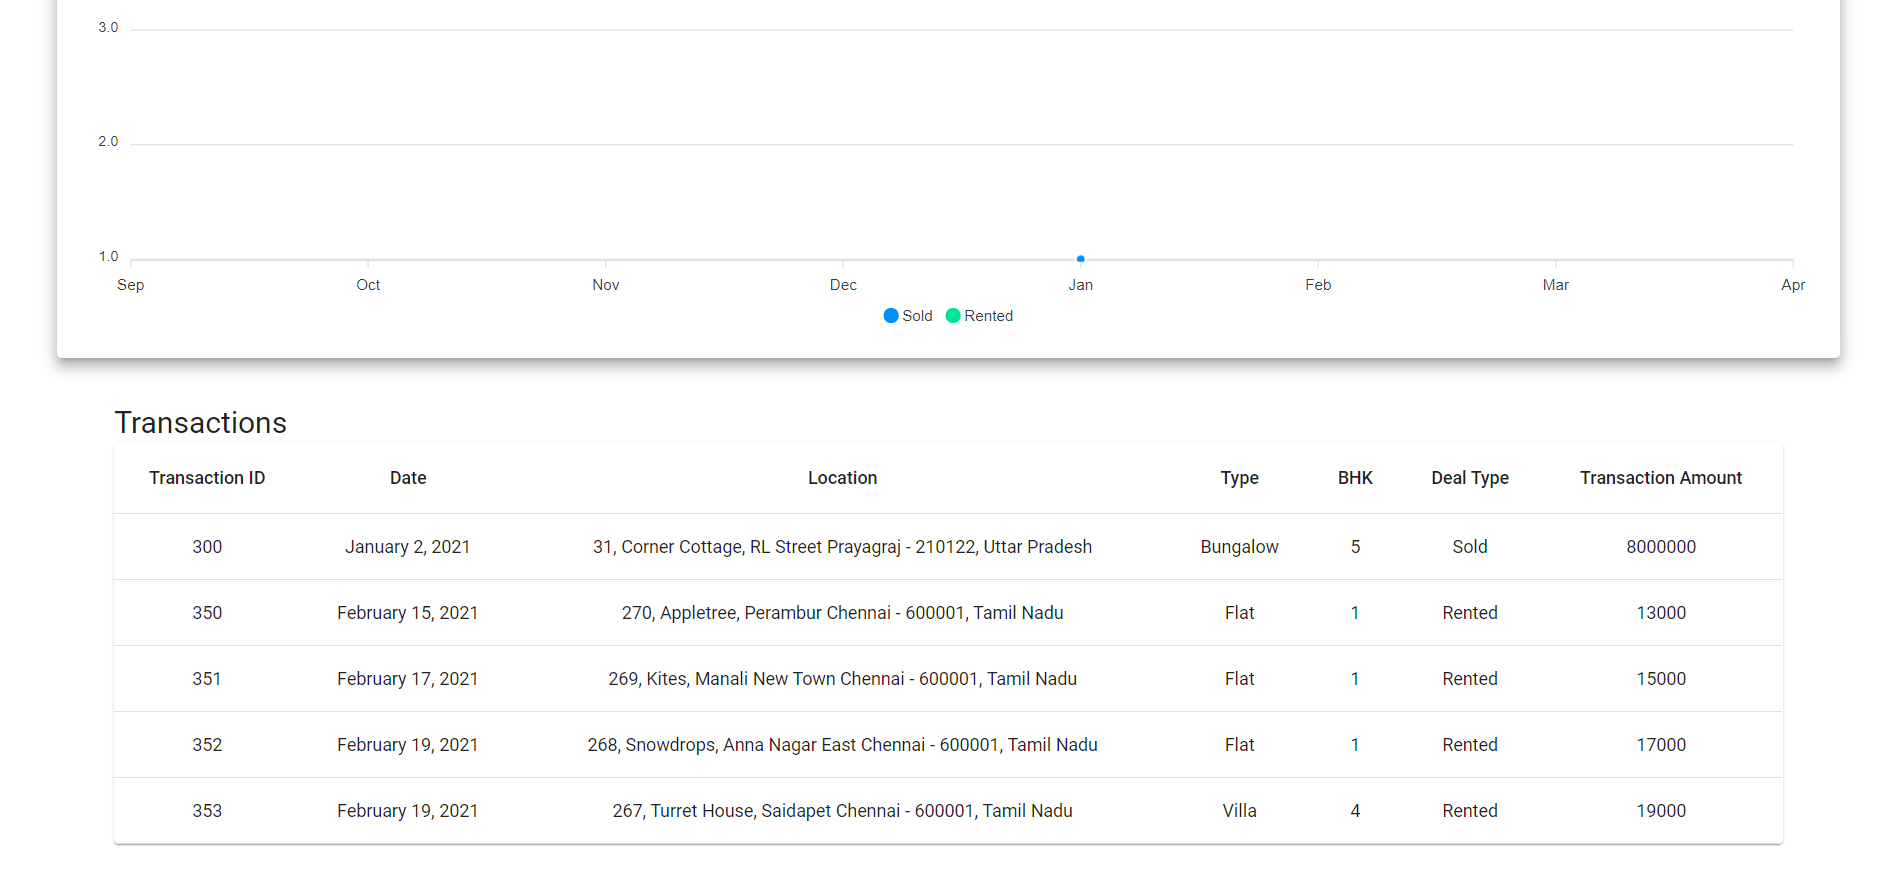 3.0
2.0
1.0
Sep Oct Nov Dec Jan Feb Mar Apr
Sold Rented
Transactions
Transaction ID Date Location Type BHK Deal Type Transaction Amount
300 January 2, 2021 31, Corner Cottage, RL Street Prayagraj - 210122, Uttar Pradesh Bungalow 5 Sold 8000000
350 February 15, 2021 270, Appletree, Perambur Chennai - 600001, Tamil Nadu Flat 1 Rented 13000
351 February 17, 2021 269, Kites, Manali New Town Chennai - 600001, Tamil Nadu Flat 1 Rented 15000
352 February 19, 2021 268, Snowdrops, Anna Nagar East Chennai - 600001, Tamil Nadu Flat 1 Rented 17000
353 February 19, 2021 267, Turret House, Saidapet Chennai - 600001, Tamil Nadu Villa 4 Rented 19000